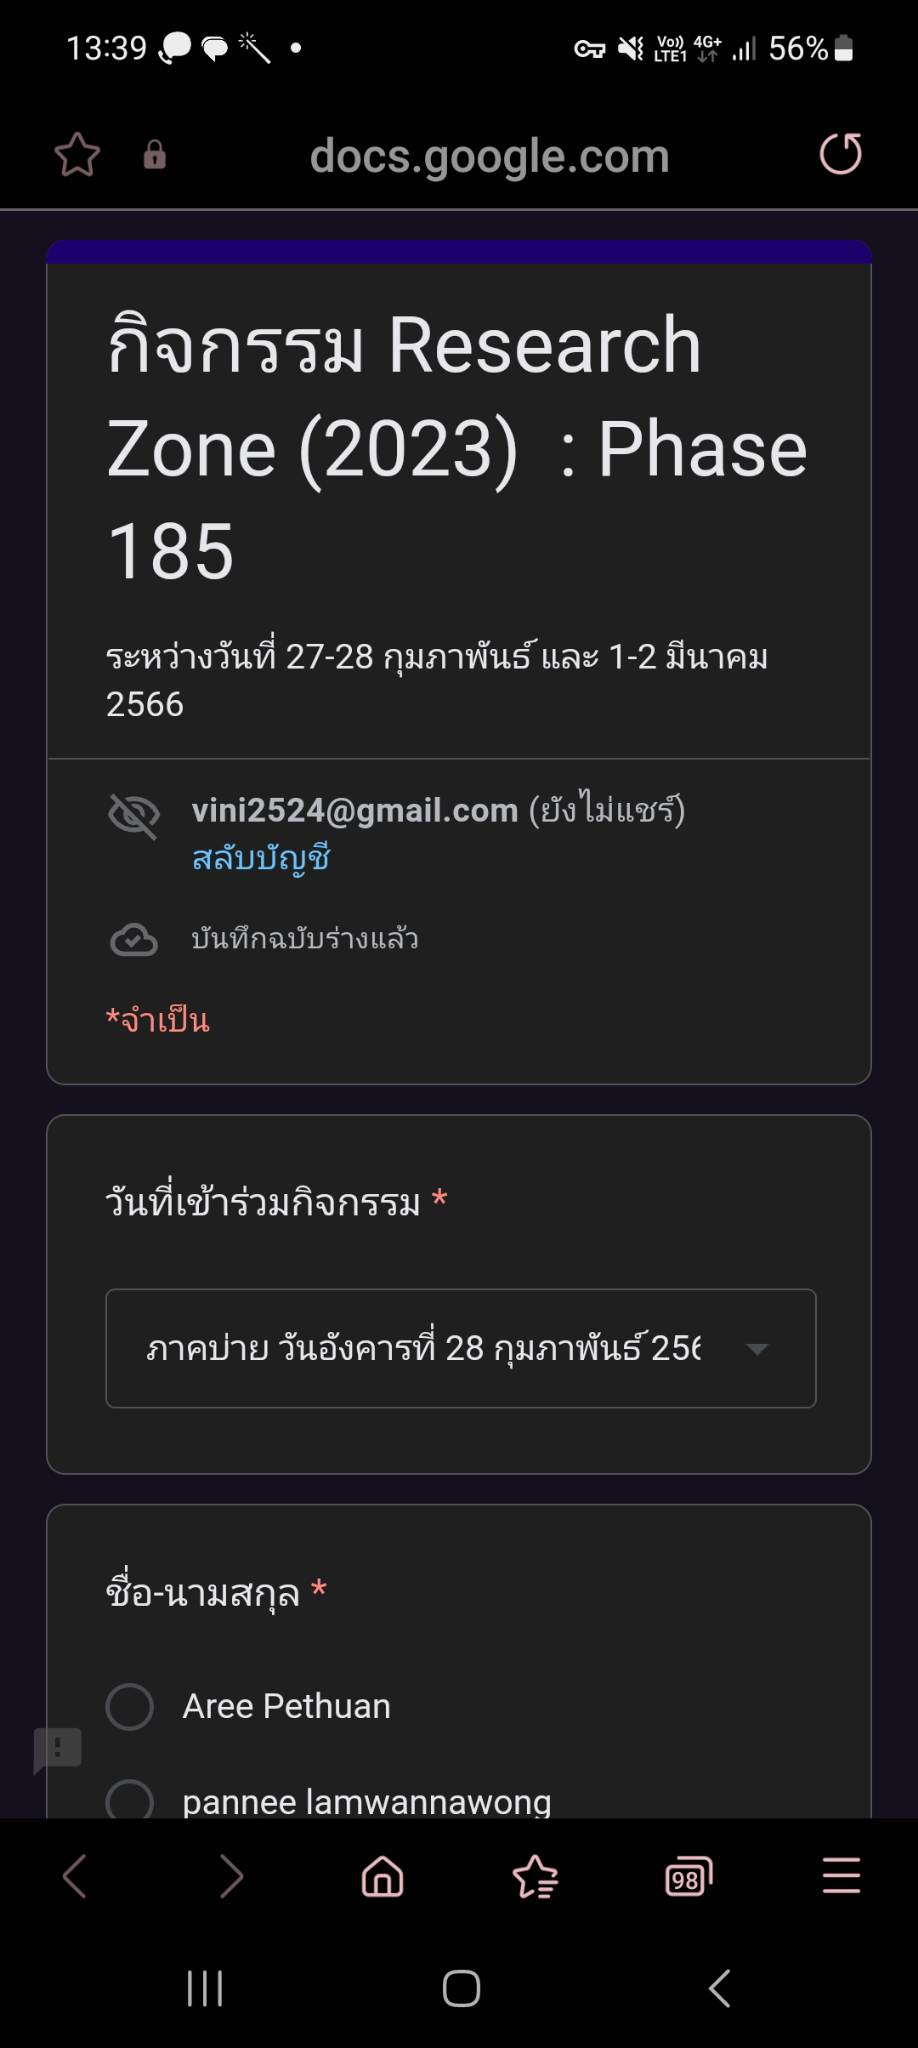 13:39
Vo)) LTE1 4G+ 56%
docs.google.com
กิจกรรม Research
Zone (2023) : Phase
185
ระหว่างวันที่ 27-28 กุมภาพันธ์ และ 1-2 มีนาคม
2566
vini2524@gmail.com (ยังไม่แชร์)
สลับบัญชี
บันทึกฉบับร่างแล้ว
*จำเป็น
วันที่เข้าร่วมกิจกรรม *
ภาคบ่าย วันอังคารที่ 28 กุมภาพันธ์ 256
ชื่อ-นามสกุล *
Aree Pethuan
pannee Iamwannawong
98